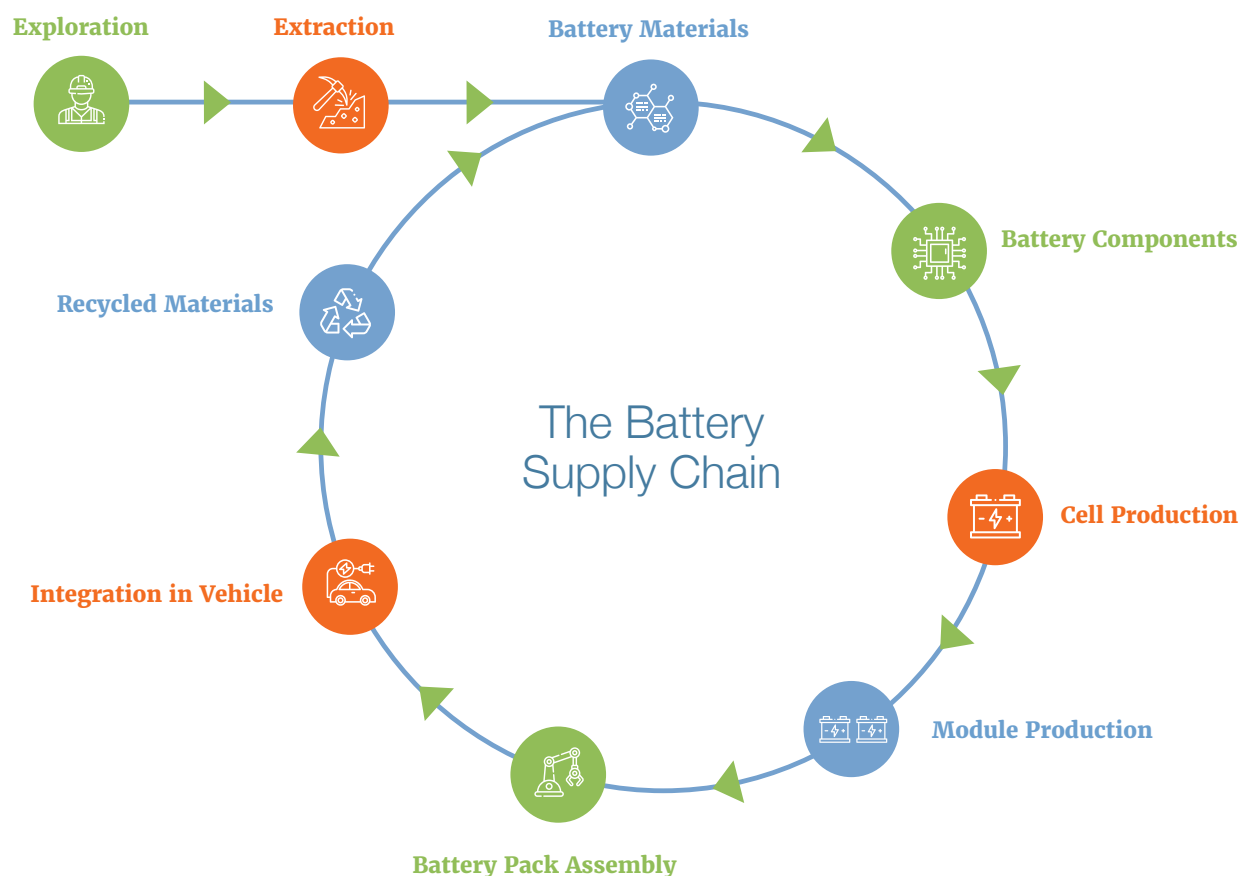 Exploration
Extraction
Battery Materials
Battery Components
Recycled Materials
The Battery
Supply Chain
Cell Production
Integration in Vehicle
Module Production
Battery Pack Assembly